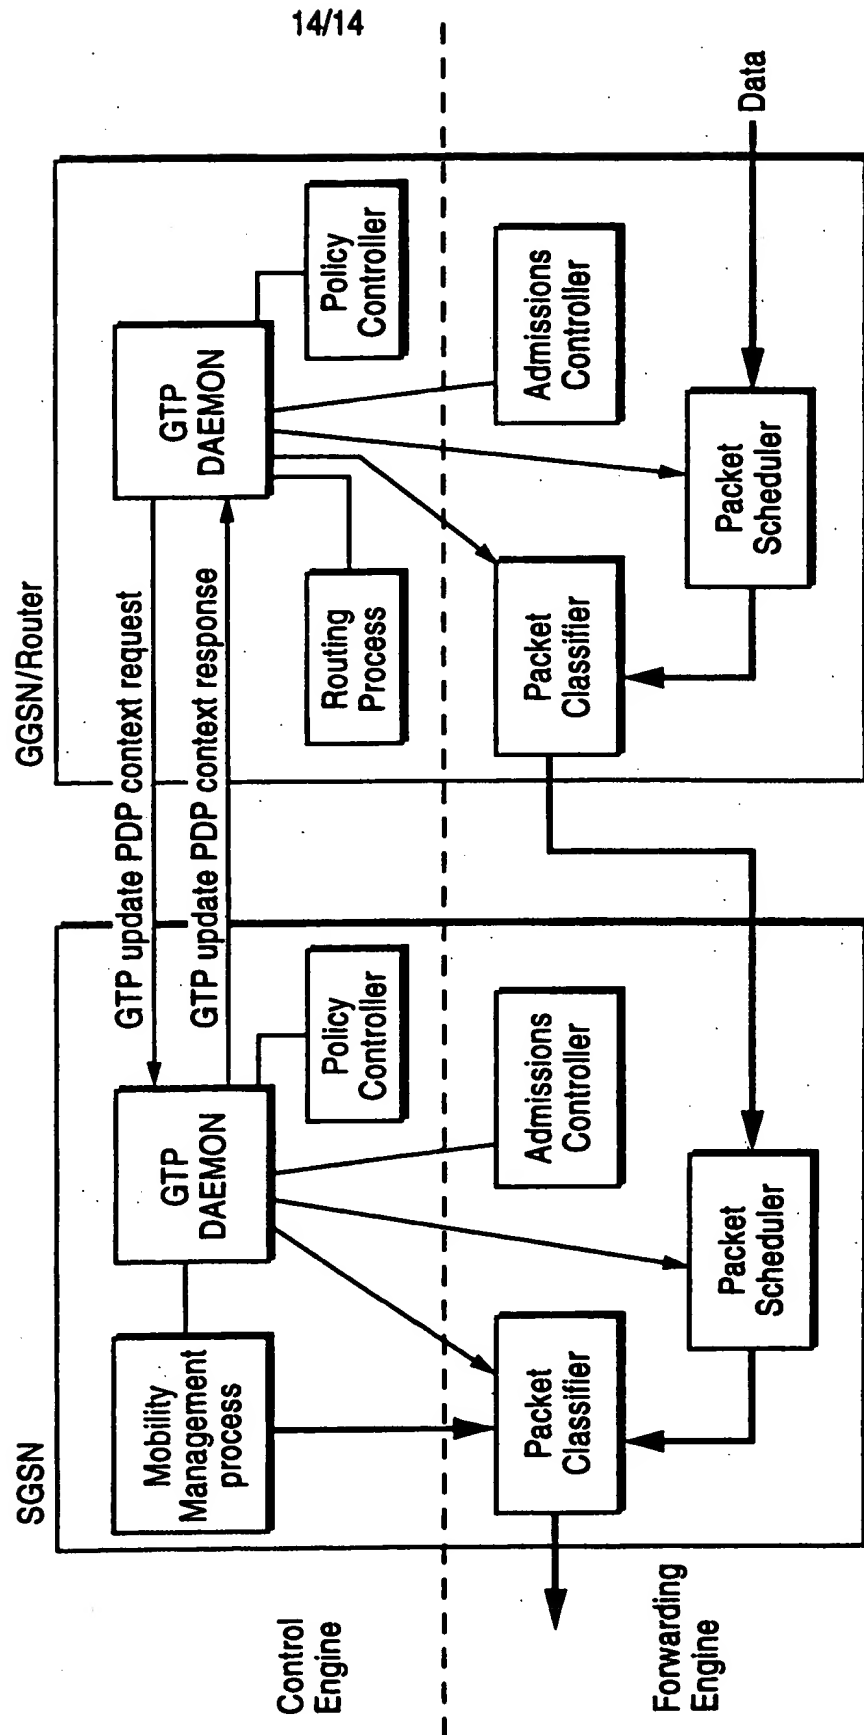 14/14
SGSN
GGSN/Router
Control
Engine
Mobility
Management
process
GTP
DAEMON
Policy
Controller
GTP update PDP context request
GTP update PDP context response
GTP
DAEMON
Routing
Process
Policy
Controller
Forwarding
Engine
Packet
Classifier
Admissions
Controller
Packet
Scheduler
Packet
Classifier
Admissions
Controller
Packet
Scheduler
Data